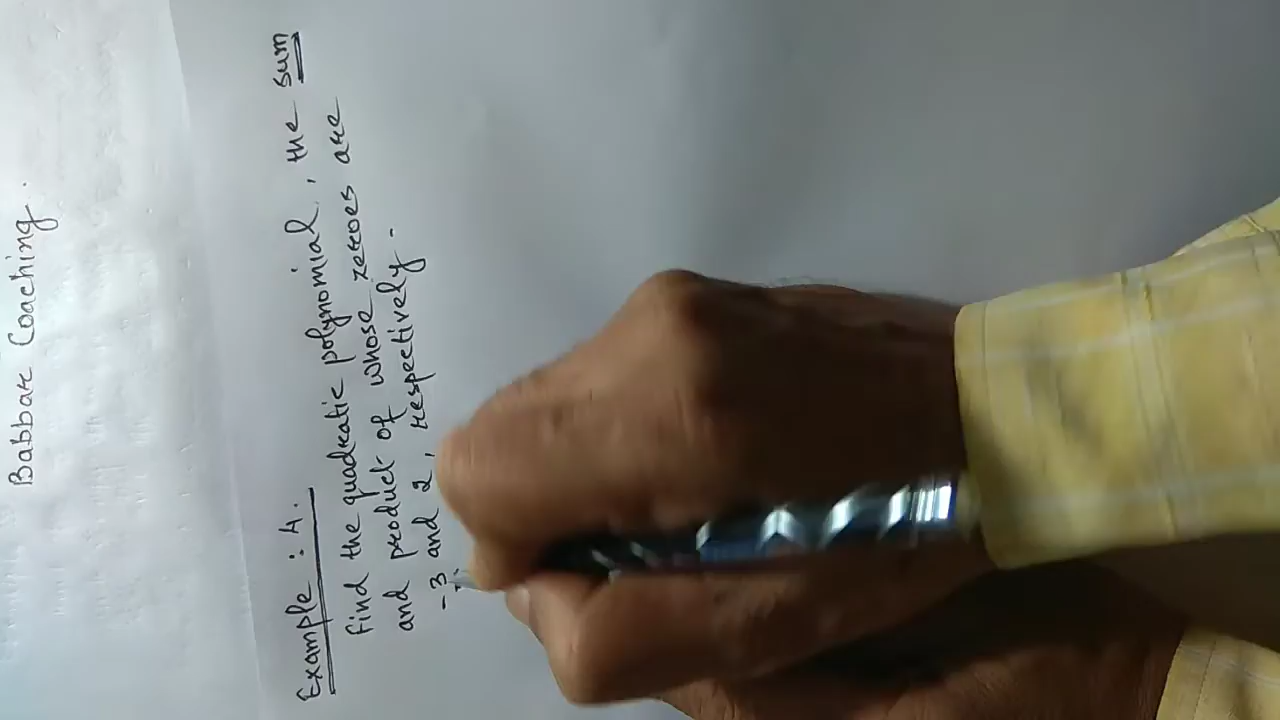 Babbar Coaching.
Example : 4.
Find the quadratic polynomial, the sum
and product of whose zeroes are
-3 and 2, respectively.